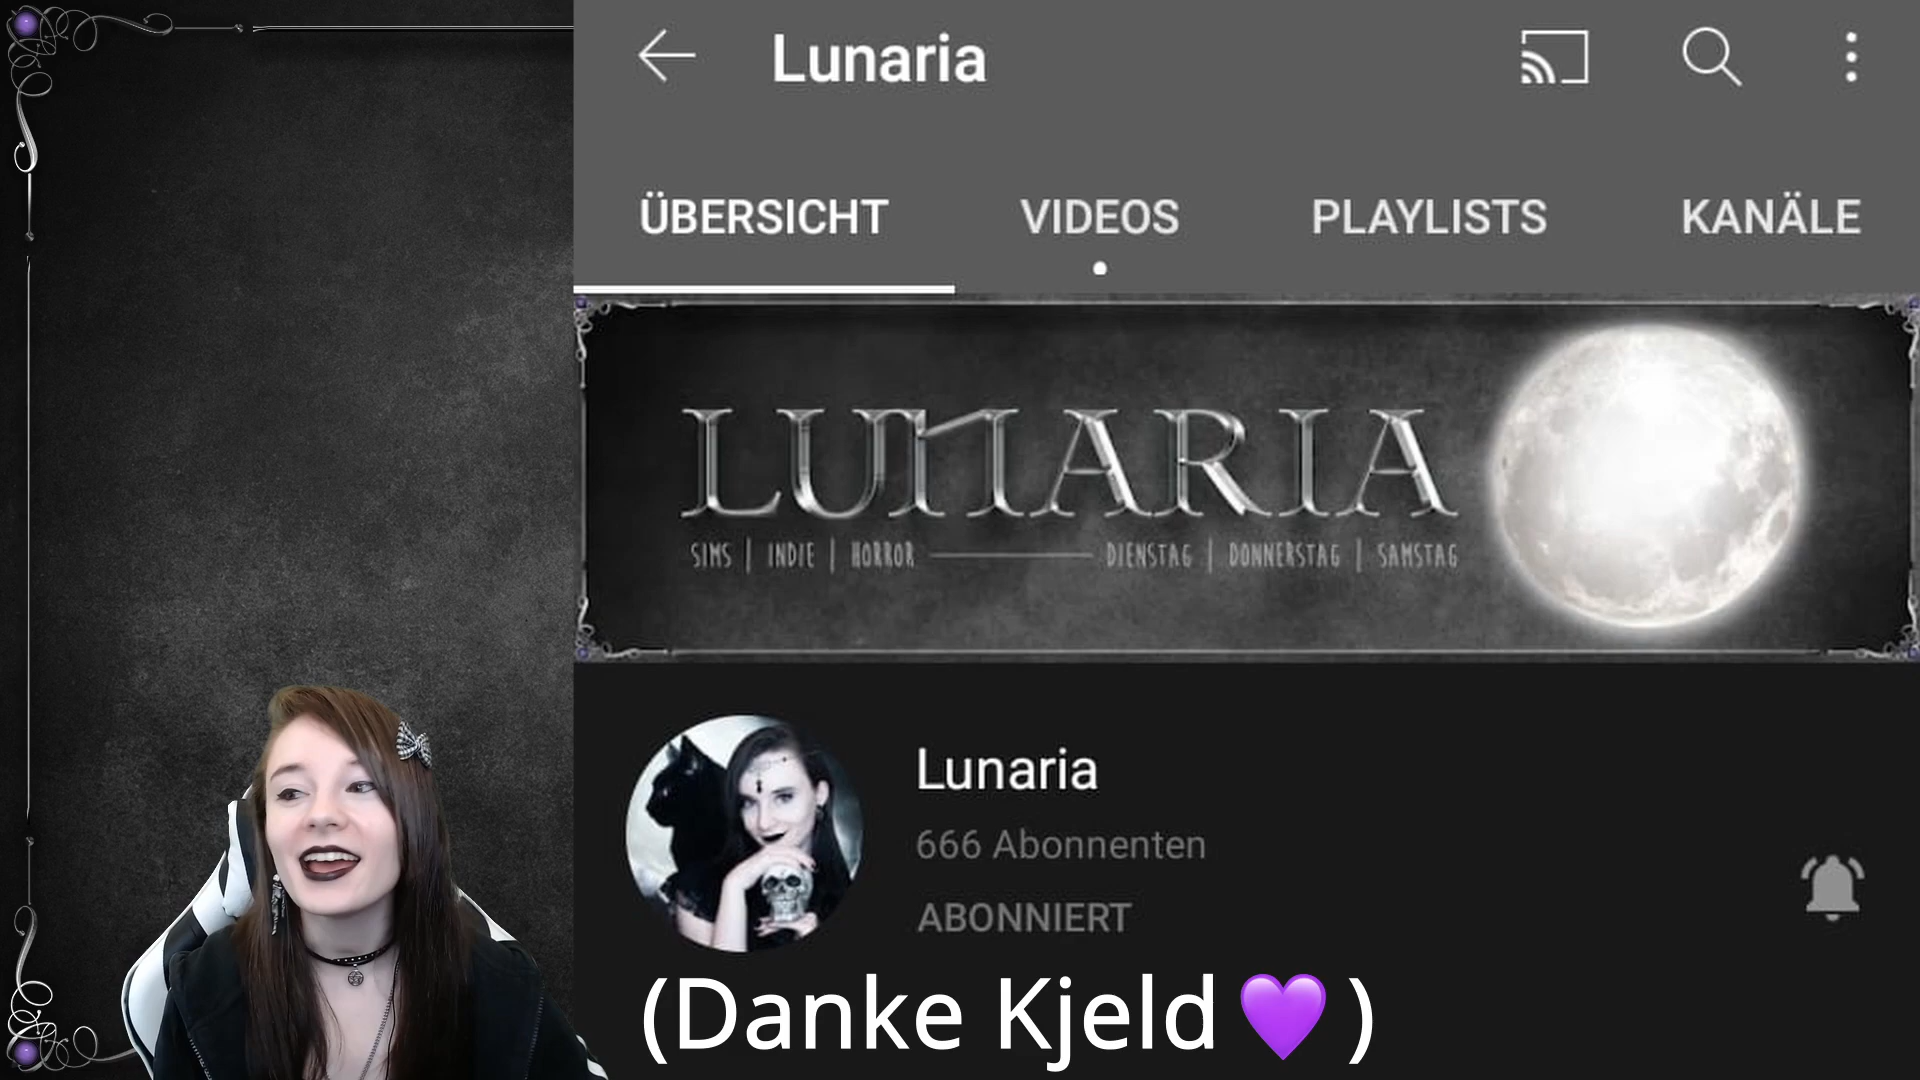 Lunaria
ÜBERSICHT VIDEOS PLAYLISTS KANÄLE
LUNARIA
SIMS | INDIE | HORROR DIENSTAG | DONNERSTAG | SAMSTAG
Lunaria
666 Abonnenten
ABONNIERT
(Danke Kjeld💜)